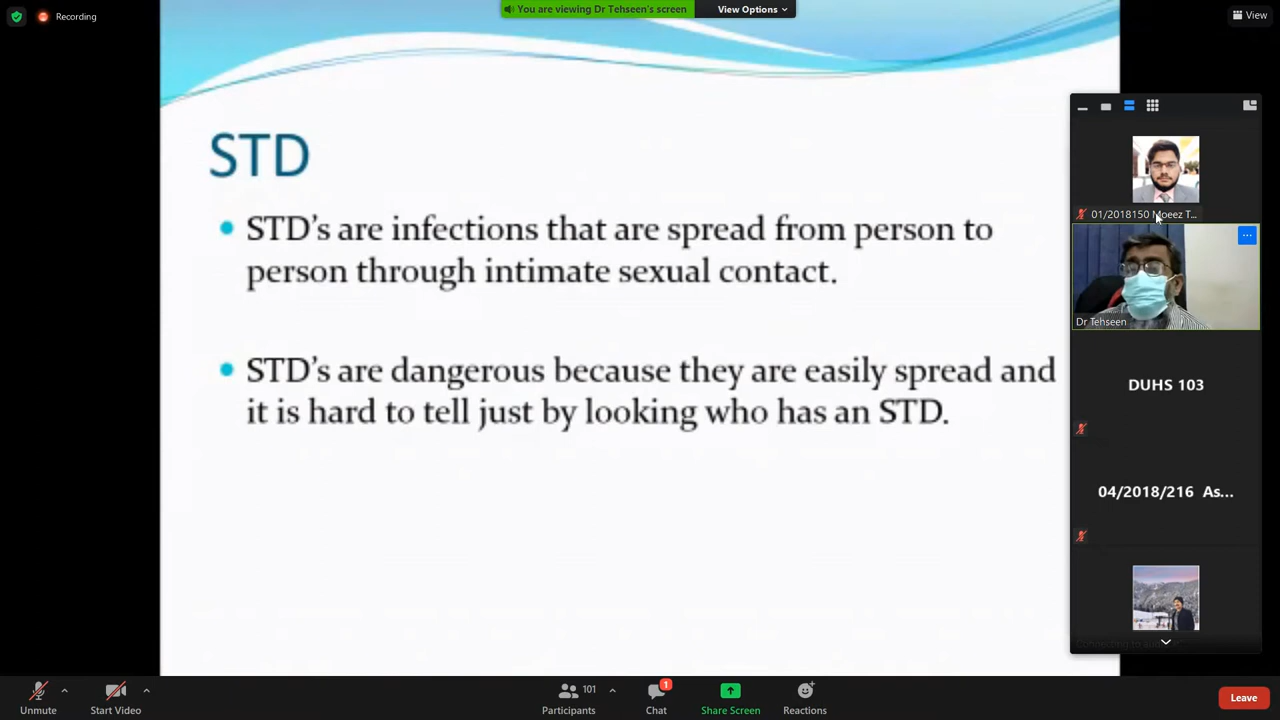 Recording
You are viewing Dr Tehseen's screen
View Options
View
STD
STD's are infections that are spread from person to
person through intimate sexual contact.
STD's are dangerous because they are easily spread and
it is hard to tell just by looking who has an STD.
01/2018150 Moeez T...
Dr Tehseen
DUHS 103
04/2018/216 As...
Connecting to
Unmute
Start Video
101
Participants
1
Chat
Share Screen
Reactions
Leave